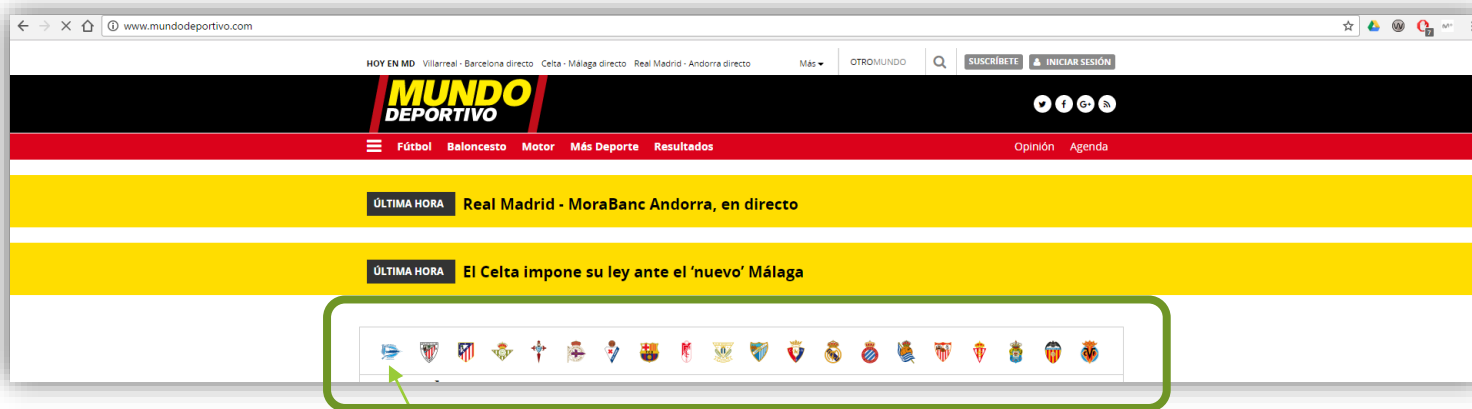 www.mundodeportivo.com
HOY EN MD Villarreal - Barcelona directo Celta - Málaga directo Real Madrid - Andorra directo Más OTROMUNDO SUSCRÍBETE INICIAR SESIÓN
MUNDO
DEPORTIVO
Fútbol Baloncesto Motor Más Deporte Resultados Opinión Agenda
ÚLTIMA HORA Real Madrid - MoraBanc Andorra, en directo
ÚLTIMA HORA El Celta impone su ley ante el ‘nuevo’ Málaga